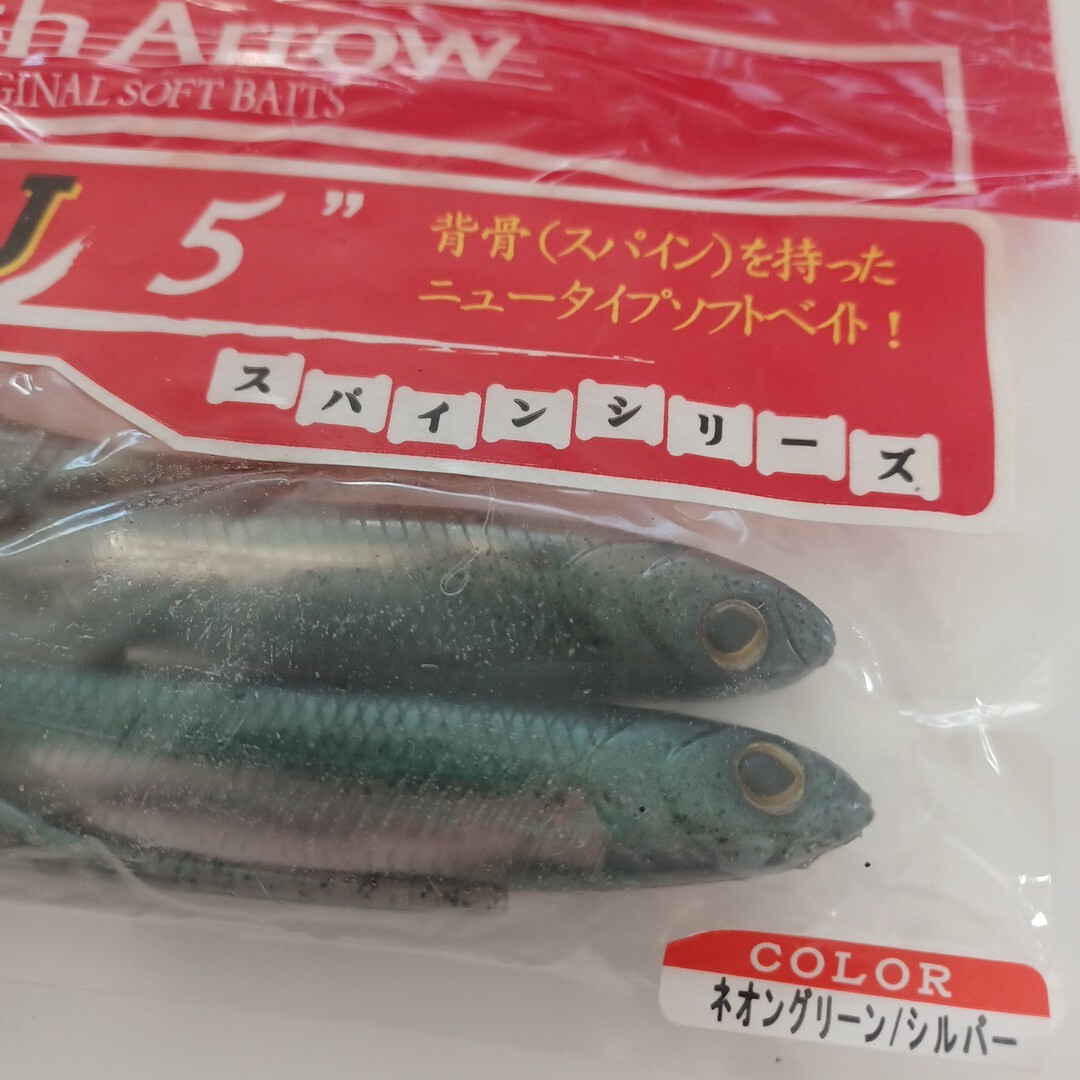 Arrow
SOFT BAITS
J 5"
背骨(スパイン)を持った
ニュータイプソフトベイト!
スパインシリーズ
COLOR
ネオングリーン/シルバー